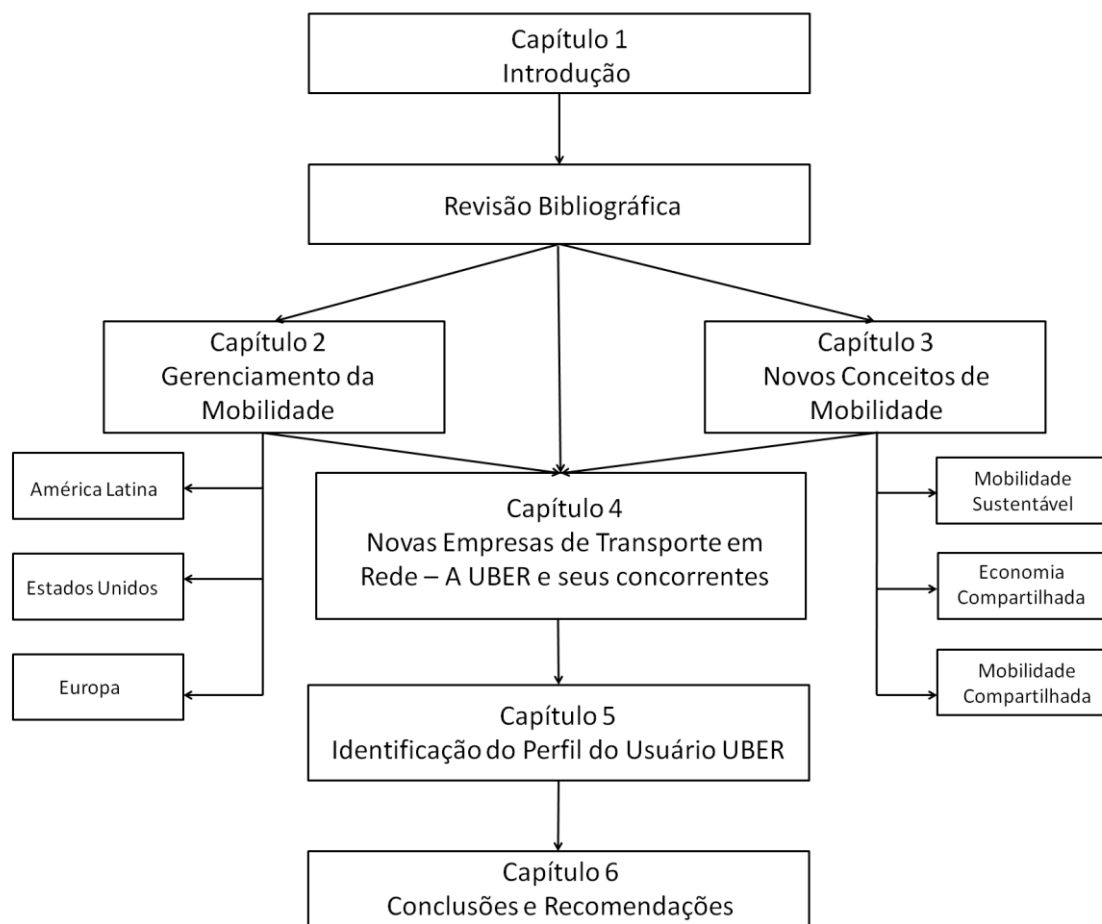 Capítulo 1
Introdução
Revisão Bibliográfica
Capítulo 2
Gerenciamento da
Mobilidade
Capítulo 3
Novos Conceitos de
Mobilidade
América Latina
Estados Unidos
Europa
Capítulo 4
Novas Empresas de Transporte em
Rede – A UBER e seus concorrentes
Mobilidade
Sustentável
Economia
Compartilhada
Mobilidade
Compartilhada
Capítulo 5
Identificação do Perfil do Usuário UBER
Capítulo 6
Conclusões e Recomendações